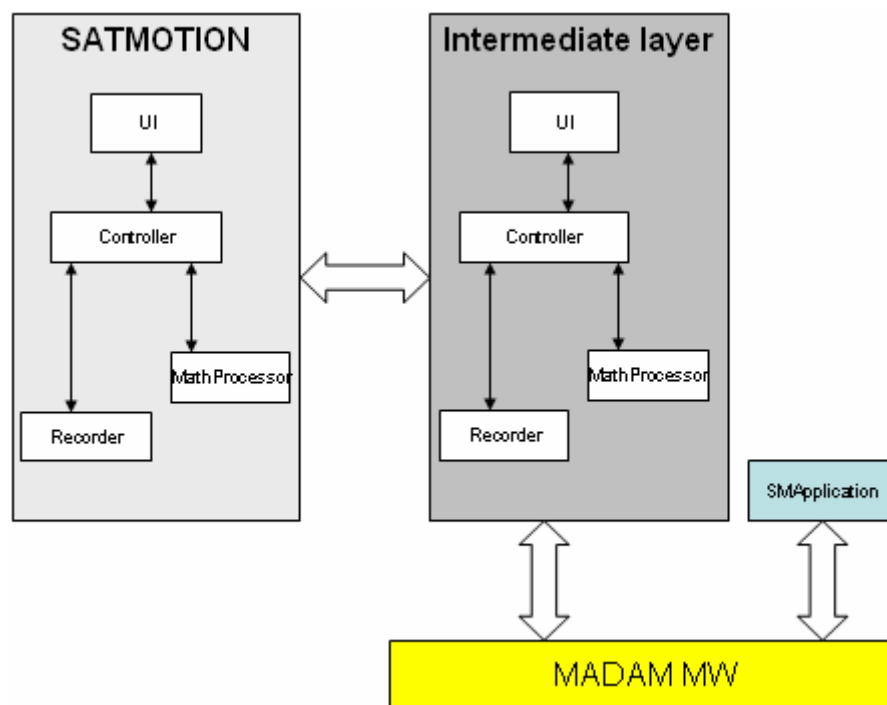 SATMOTION
UI
Controller
MathProcessor
Recorder
Intermediate layer
UI
Controller
MathProcessor
Recorder
SMApplication
MADAM MW